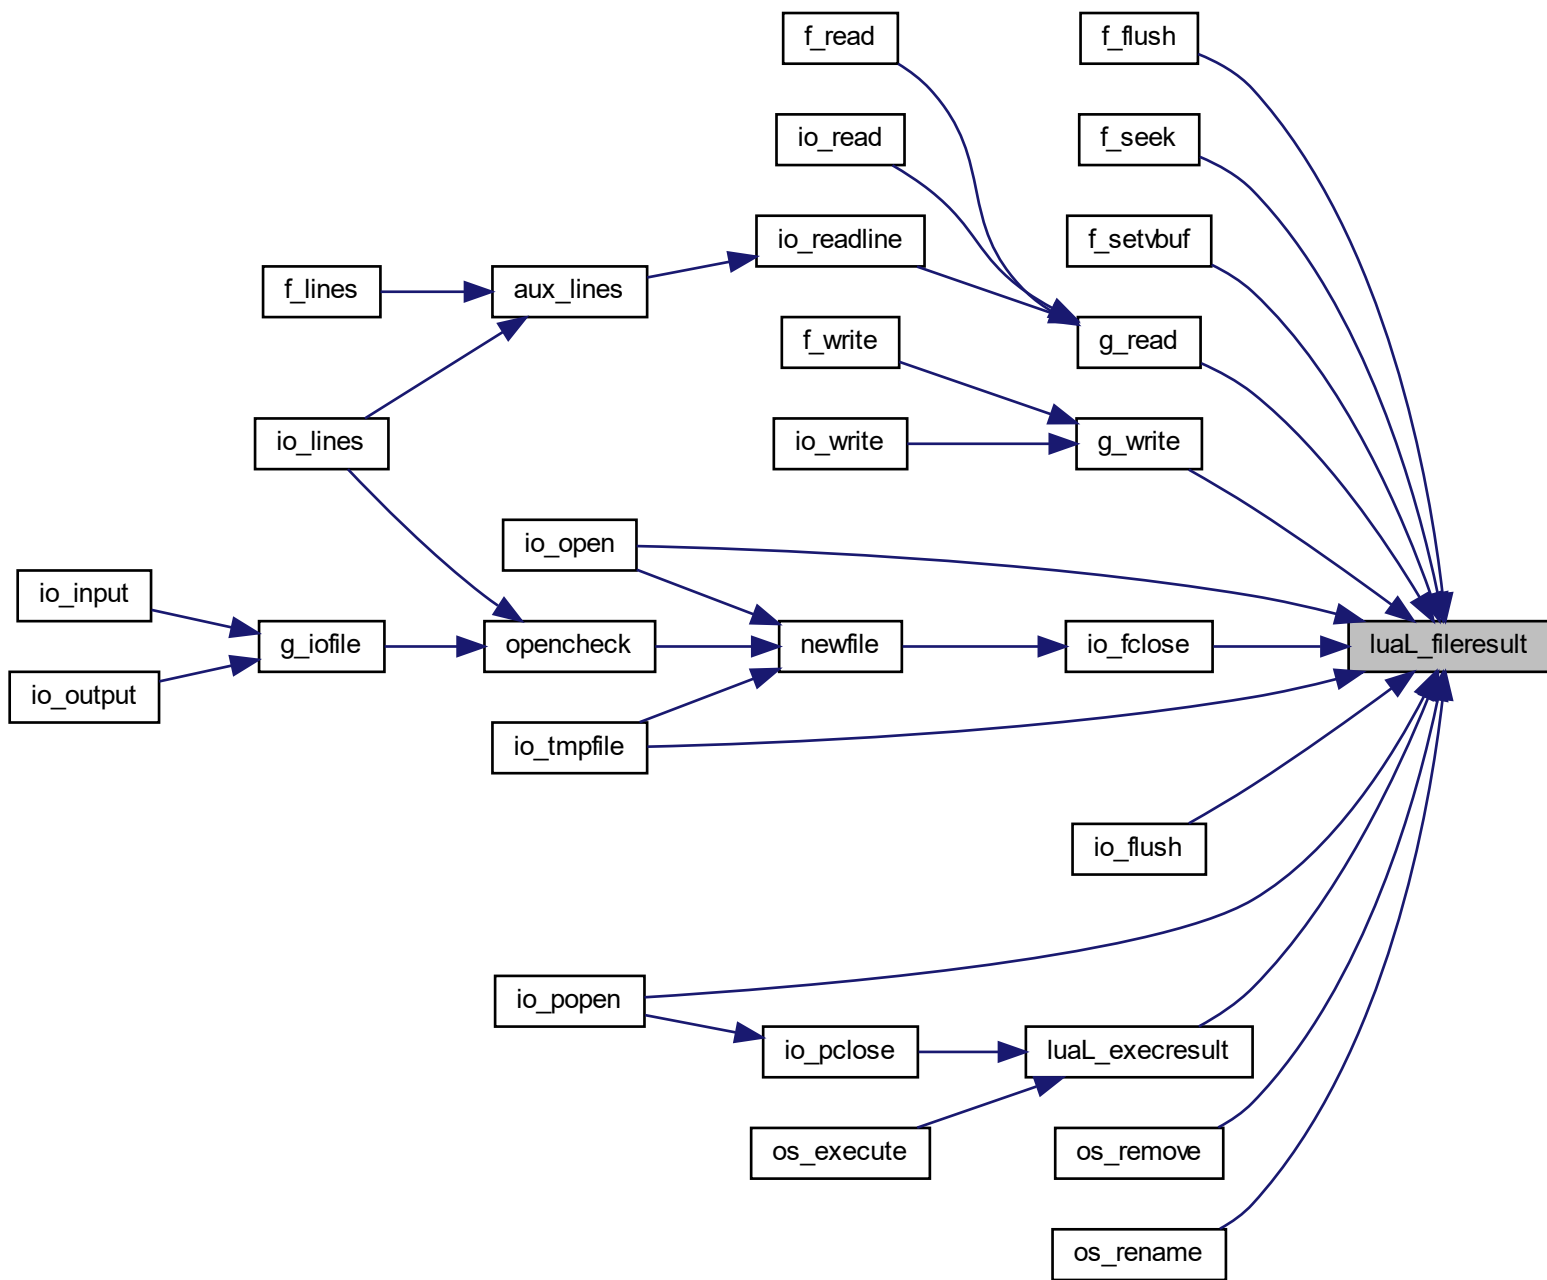 f_read
f_flush
io_read
f_seek
io_readline
f_setvbuf
f_lines
aux_lines
f_write
g_read
io_lines
io_write
g_write
io_open
io_input
g_iofile
opencheck
newfile
io_fclose
luaL_fileresult
io_output
io_tmpfile
io_flush
io_popen
io_pclose
luaL_execresult
os_execute
os_remove
os_rename